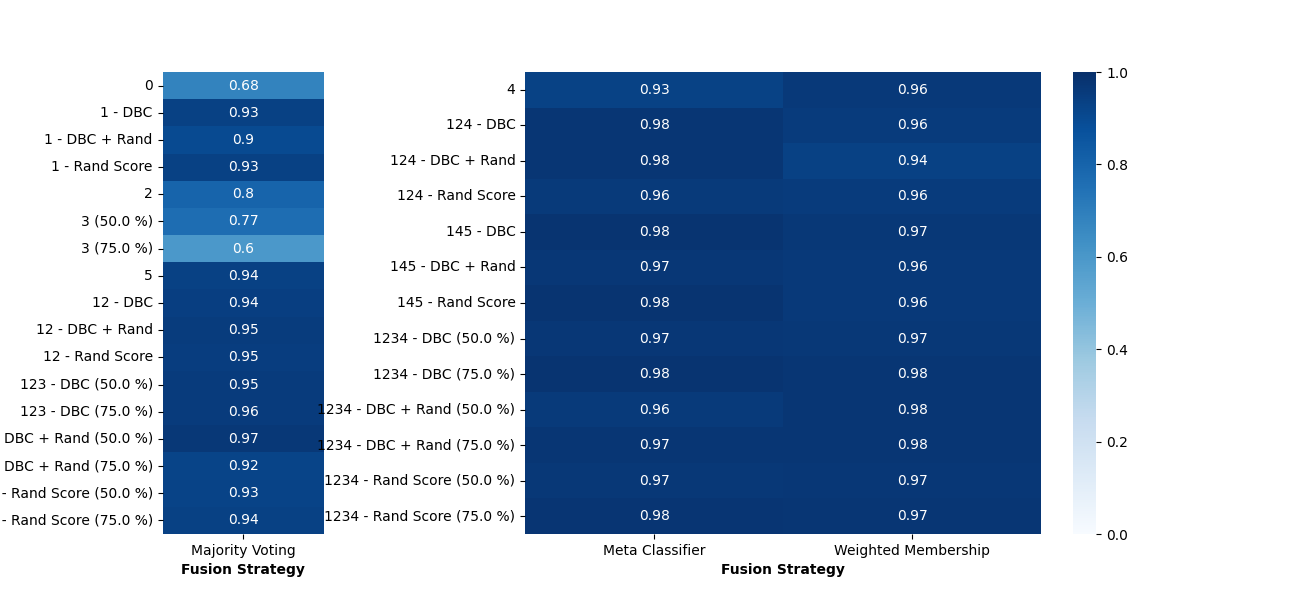 0 0.68
1 - DBC 0.93
1 - DBC + Rand 0.9
1 - Rand Score 0.93
2 0.8
3 (50.0 %) 0.77
3 (75.0 %) 0.6
5 0.94
12 - DBC 0.94
12 - DBC + Rand 0.95
12 - Rand Score 0.95
123 - DBC (50.0 %) 0.95
123 - DBC (75.0 %) 0.96
DBC + Rand (50.0 %) 0.97
DBC + Rand (75.0 %) 0.92
- Rand Score (50.0 %) 0.93
- Rand Score (75.0 %) 0.94
Majority Voting
Fusion Strategy
4 0.93 0.96
124 - DBC 0.98 0.96
124 - DBC + Rand 0.98 0.94
124 - Rand Score 0.96 0.96
145 - DBC 0.98 0.97
145 - DBC + Rand 0.97 0.96
145 - Rand Score 0.98 0.96
1234 - DBC (50.0 %) 0.97 0.97
1234 - DBC (75.0 %) 0.98 0.98
1234 - DBC + Rand (50.0 %) 0.96 0.98
1234 - DBC + Rand (75.0 %) 0.97 0.98
1234 - Rand Score (50.0 %) 0.97 0.97
1234 - Rand Score (75.0 %) 0.98 0.97
Meta Classifier Weighted Membership
Fusion Strategy
1.0
0.8
0.6
0.4
0.2
0.0